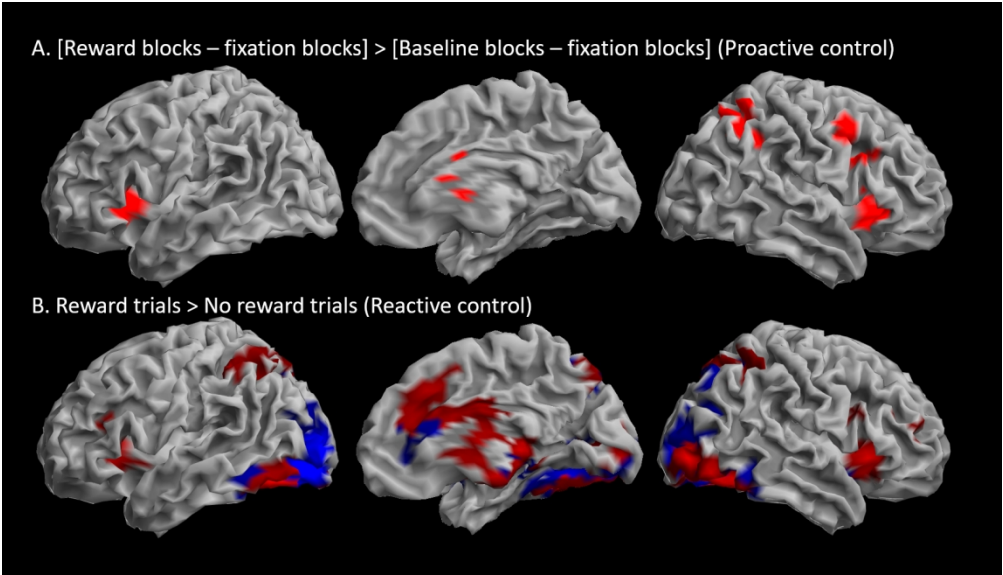 A. [Reward blocks – fixation blocks] > [Baseline blocks – fixation blocks] (Proactive control)
B. Reward trials > No reward trials (Reactive control)